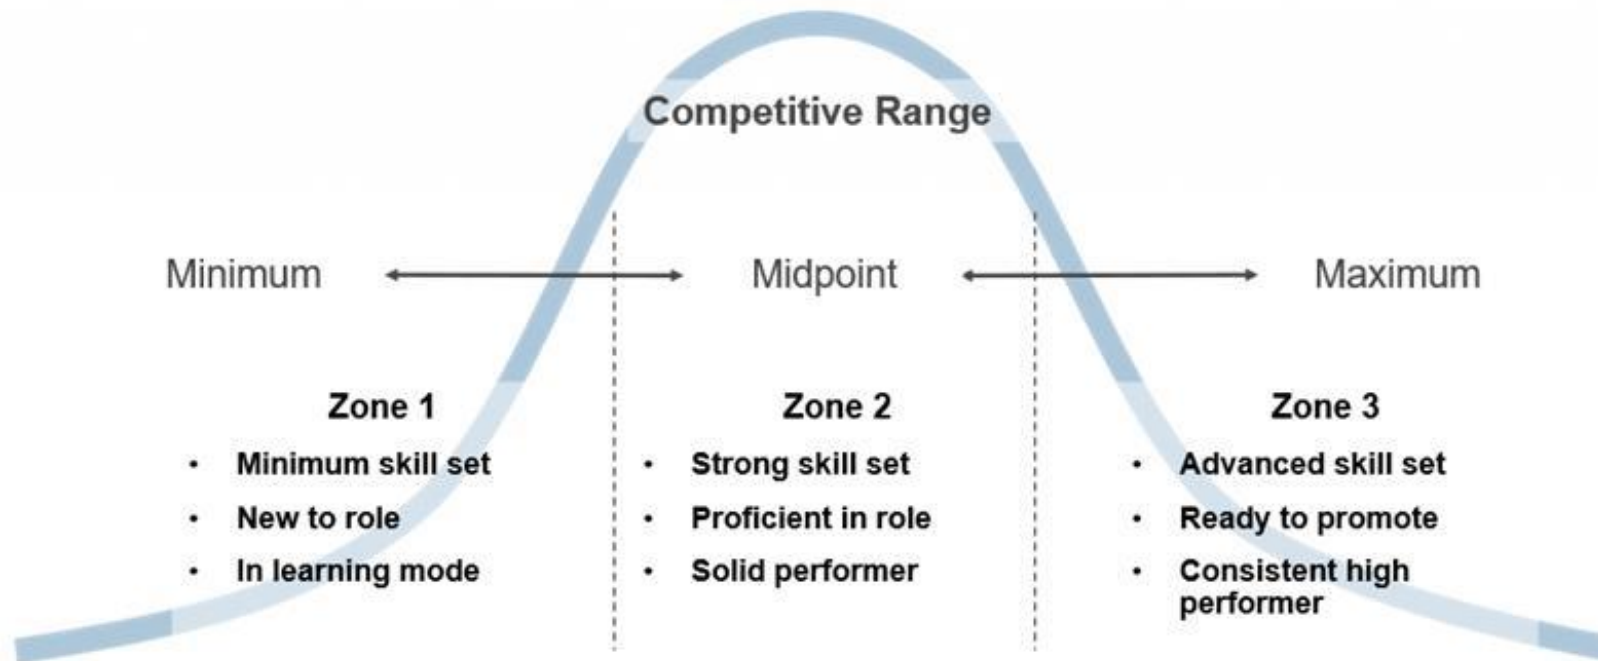 Competitive Range
Minimum
Midpoint
Maximum
Zone 1
• Minimum skill set
• New to role
• In learning mode
Zone 2
• Strong skill set
• Proficient in role
• Solid performer
Zone 3
• Advanced skill set
• Ready to promote
• Consistent high
performer